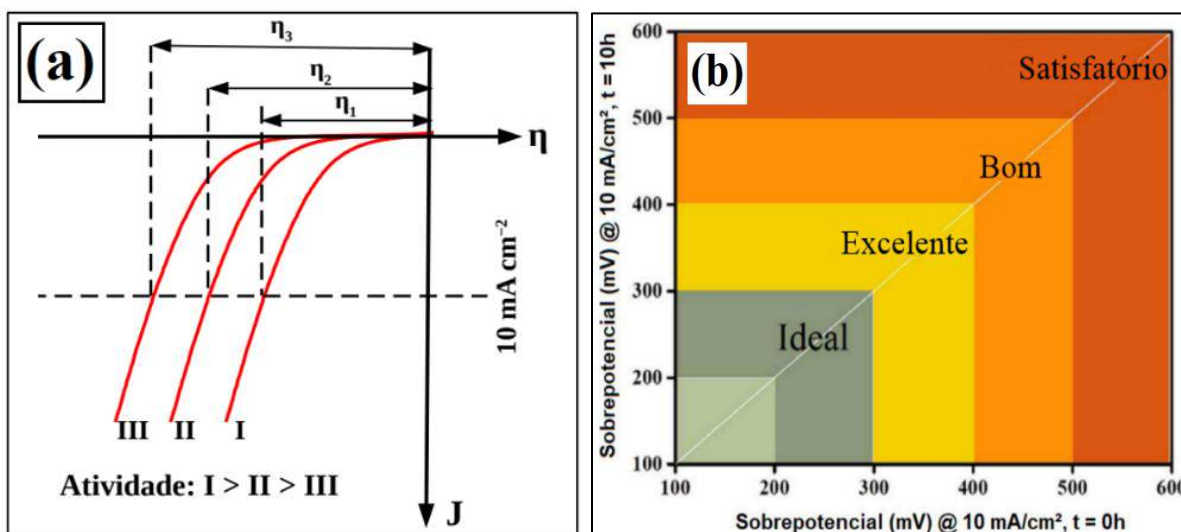 (a)
η₃
η₂
η₁
η
10 mA cm⁻²
III
II
I
Atividade: I > II > III
J
(b)
Sobrepotencial (mV) @ 10 mA/cm², t = 10h
600
500
400
300
200
100
Satisfatório
Bom
Excelente
Ideal
100
200
300
400
500
600
Sobrepotencial (mV) @ 10 mA/cm², t = 0h